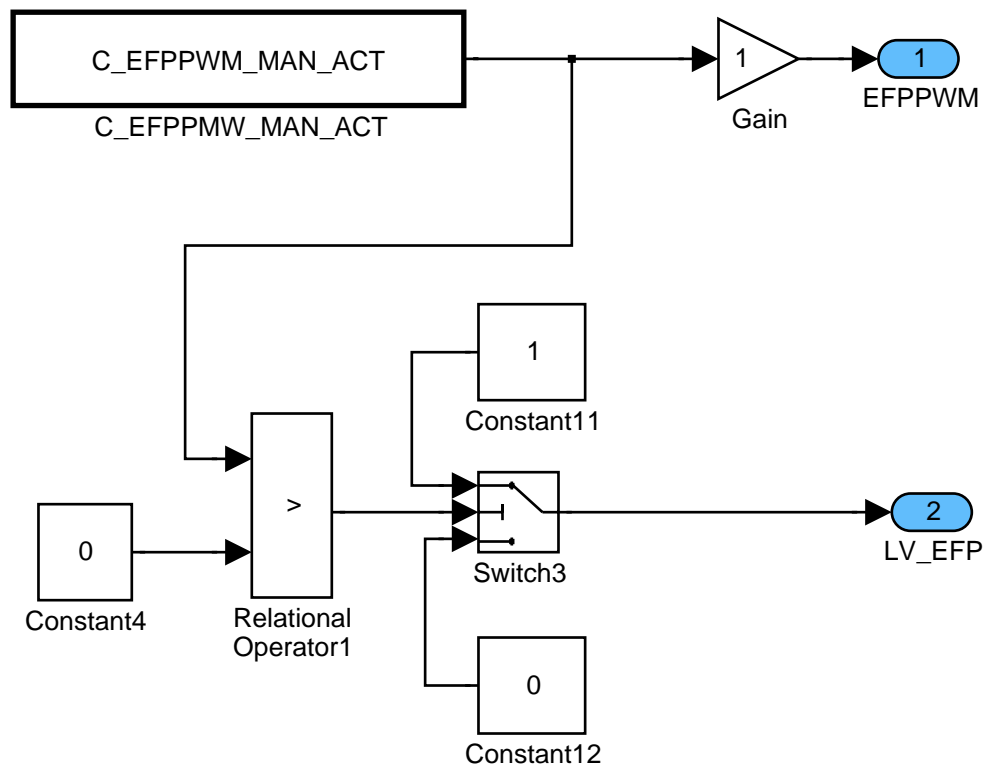 C_EFPPWM_MAN_ACT
C_EFPPMW_MAN_ACT
1
Gain
1
EFPPWM
1
Constant11
>
Relational
Operator1
0
Constant4
Switch3
2
LV_EFP
0
Constant12